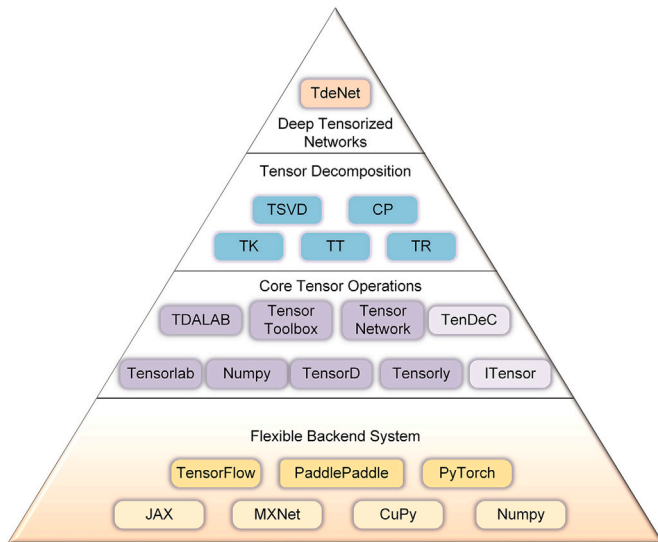 TdeNet
Deep Tensorized
Networks
Tensor Decomposition
TSVD CP
TK TT TR
Core Tensor Operations
TDALAB Tensor Toolbox Tensor Network TenDeC
Tensorlab Numpy TensorD Tensorly ITensor
Flexible Backend System
TensorFlow PaddlePaddle PyTorch
JAX MXNet CuPy Numpy